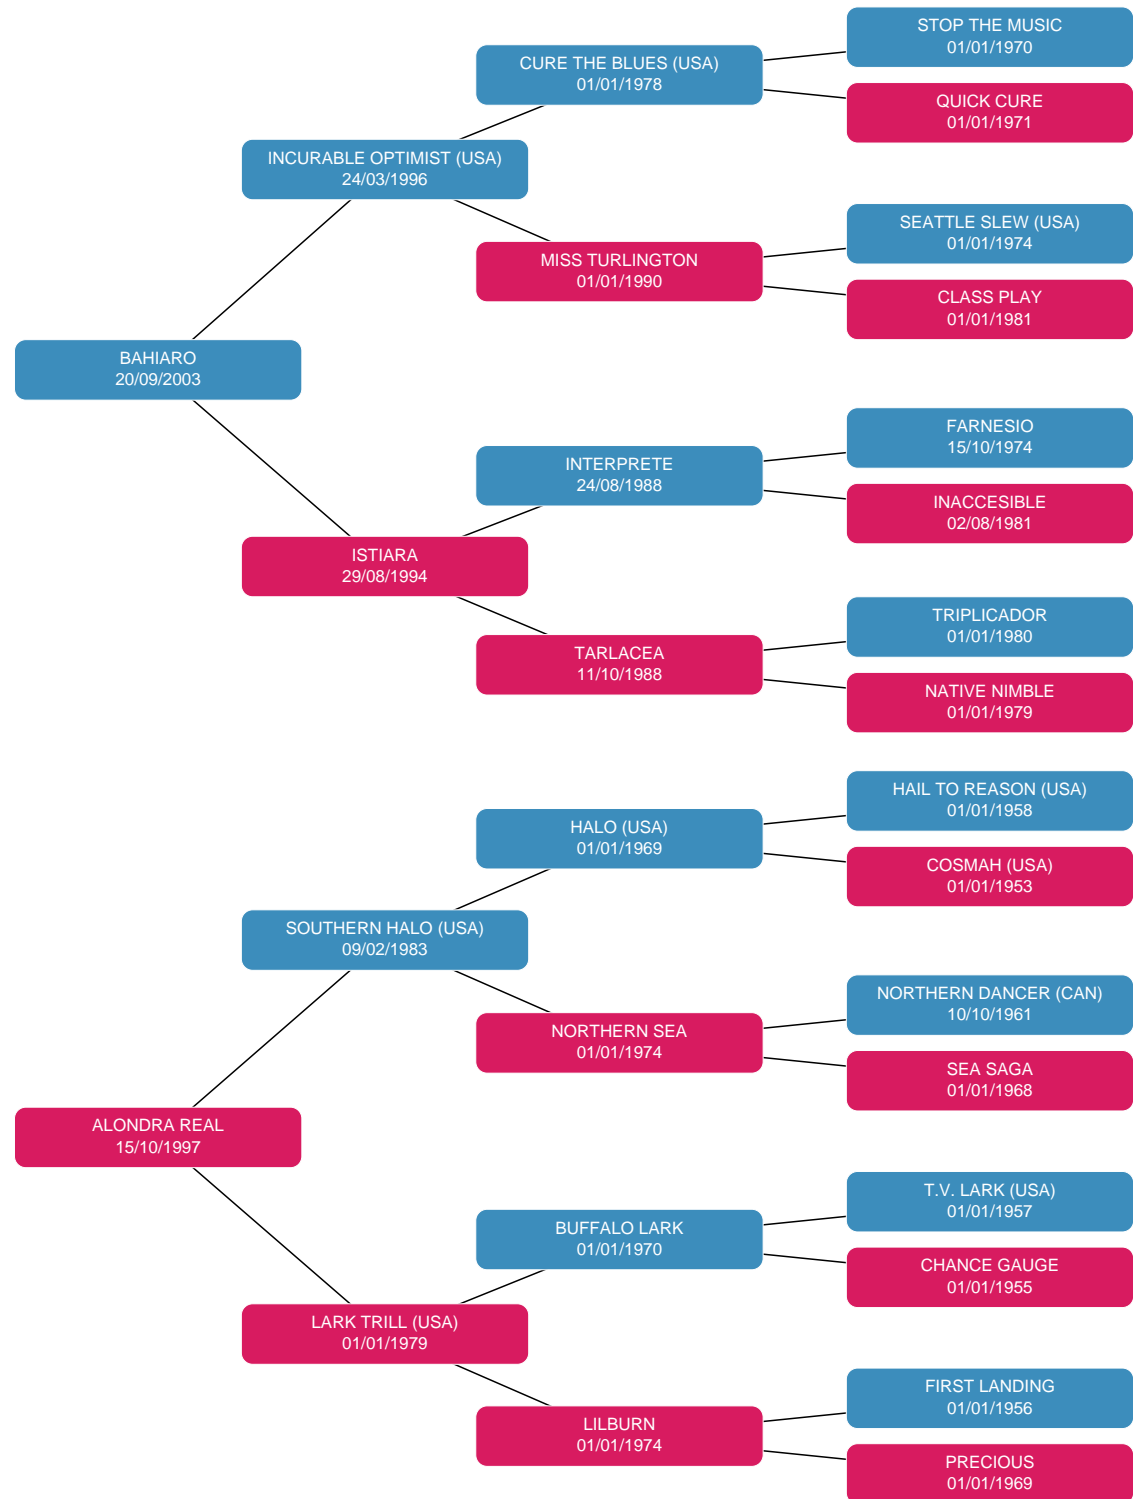 STOP THE MUSIC
01/01/1970
CURE THE BLUES (USA)
01/01/1978
QUICK CURE
01/01/1971
INCURABLE OPTIMIST (USA)
24/03/1996
SEATTLE SLEW (USA)
01/01/1974
MISS TURLINGTON
01/01/1990
CLASS PLAY
01/01/1981
BAHIARO
20/09/2003
FARNESIO
15/10/1974
INTERPRETE
24/08/1988
INACCESIBLE
02/08/1981
ISTIARA
29/08/1994
TRIPLICADOR
01/01/1980
TARLACEA
11/10/1988
NATIVE NIMBLE
01/01/1979
HAIL TO REASON (USA)
01/01/1958
HALO (USA)
01/01/1969
COSMAH (USA)
01/01/1953
SOUTHERN HALO (USA)
09/02/1983
NORTHERN DANCER (CAN)
10/10/1961
NORTHERN SEA
01/01/1974
SEA SAGA
01/01/1968
ALONDRA REAL
15/10/1997
T.V. LARK (USA)
01/01/1957
BUFFALO LARK
01/01/1970
CHANCE GAUGE
01/01/1955
LARK TRILL (USA)
01/01/1979
FIRST LANDING
01/01/1956
LILBURN
01/01/1974
PRECIOUS
01/01/1969